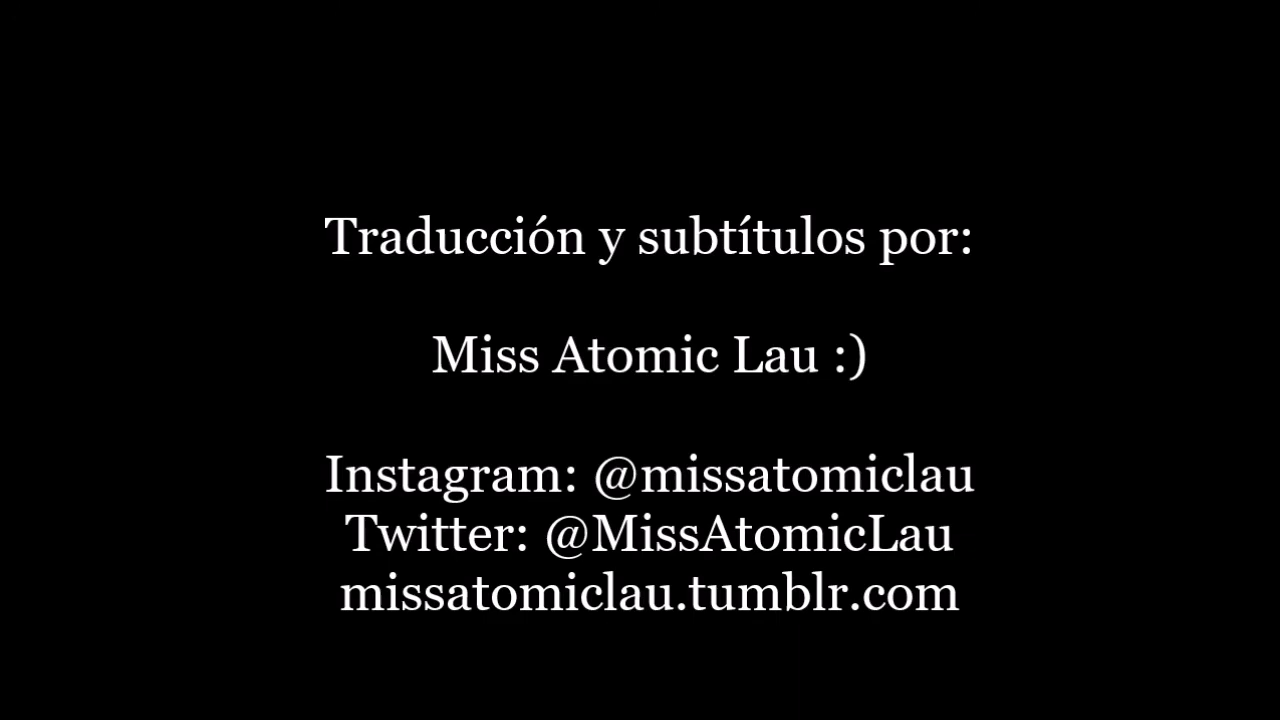 Traducción y subtítulos por:
Miss Atomic Lau :)
Instagram: @missatomiclau
Twitter: @MissAtomicLau
missatomiclau.tumblr.com